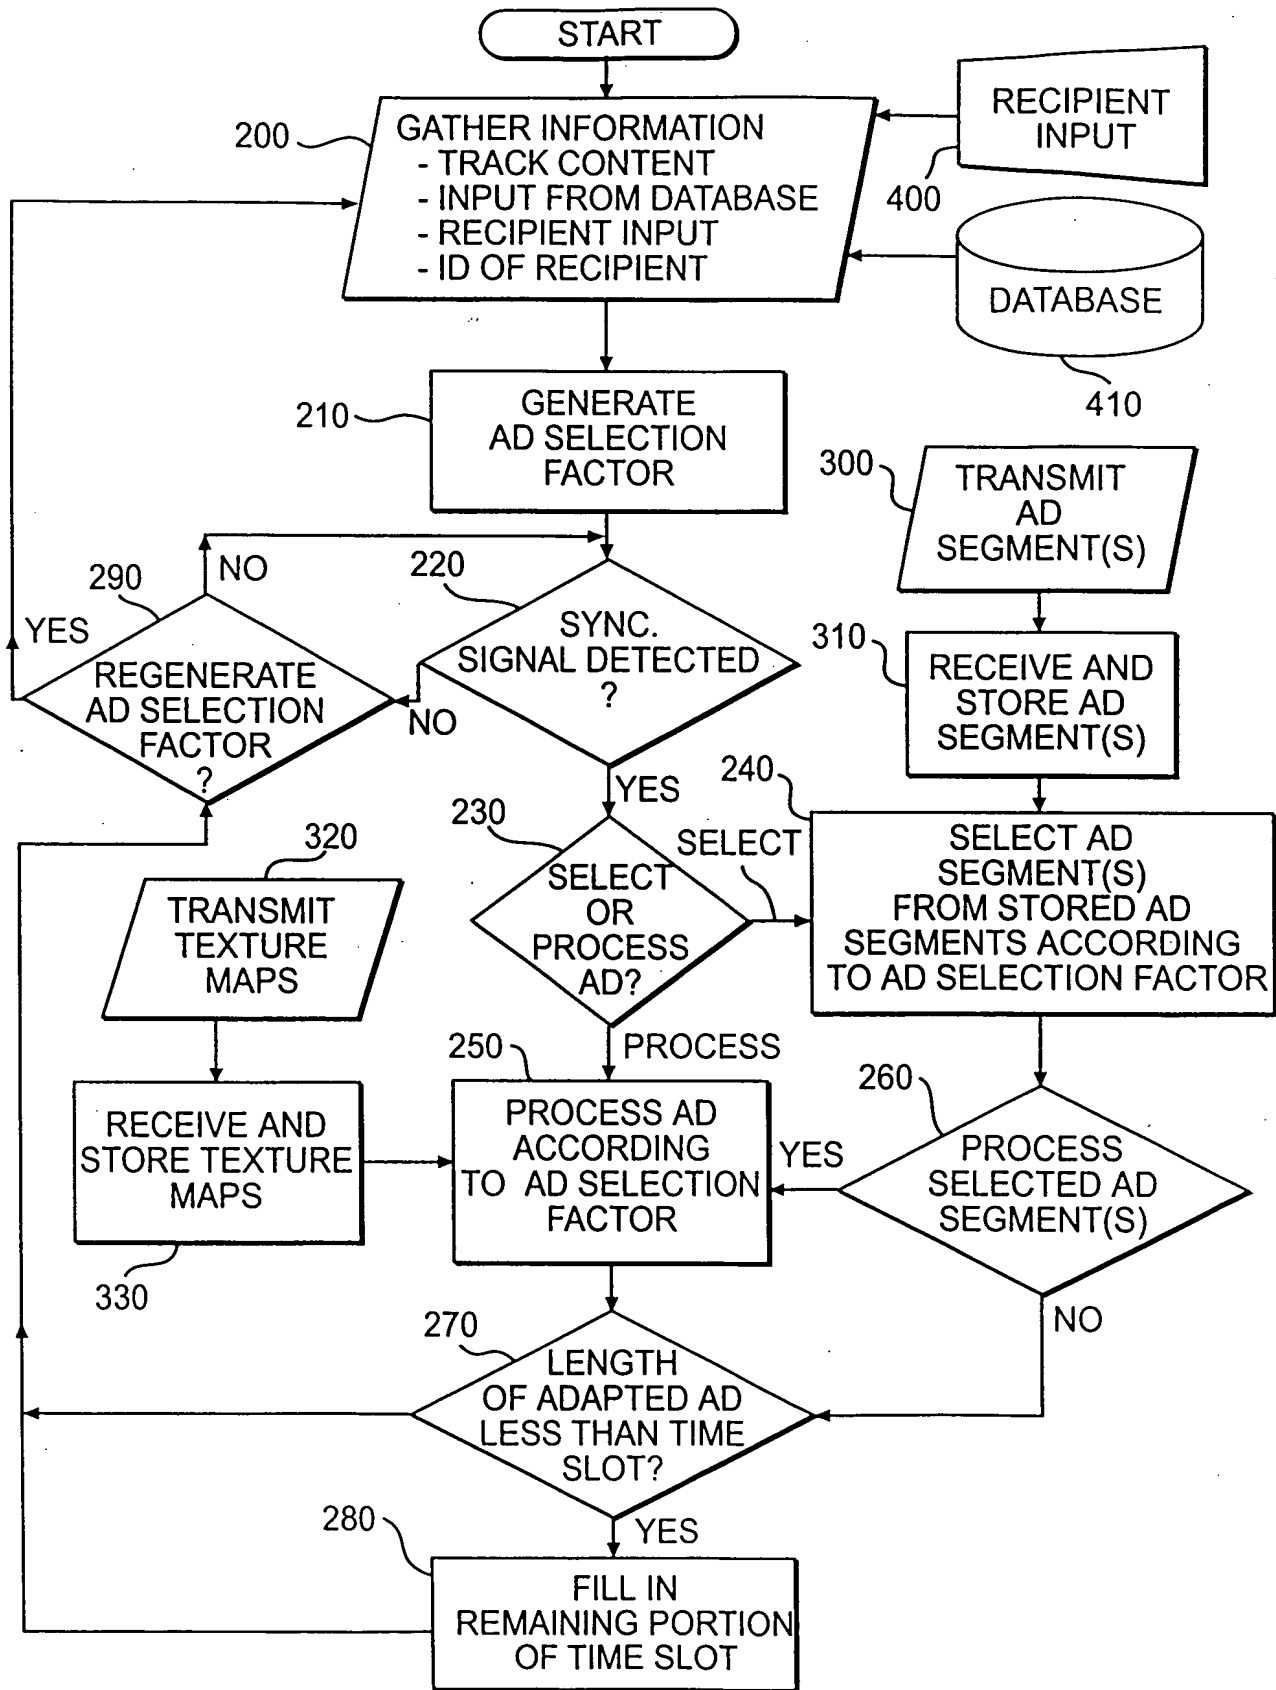 START
RECIPIENT
INPUT
400
200
GATHER INFORMATION
- TRACK CONTENT
- INPUT FROM DATABASE
- RECIPIENT INPUT
- ID OF RECIPIENT
DATABASE
410
210
GENERATE
AD SELECTION
FACTOR
300
TRANSMIT
AD
SEGMENT(S)
NO
290
YES
REGENERATE
AD SELECTION
FACTOR
?
220
SYNC.
SIGNAL DETECTED
?
NO
YES
310
RECEIVE AND
STORE AD
SEGMENT(S)
230
SELECT
OR
PROCESS
AD?
SELECT
240
SELECT AD
SEGMENT(S)
FROM STORED AD
SEGMENTS ACCORDING
TO AD SELECTION FACTOR
320
TRANSMIT
TEXTURE
MAPS
PROCESS
250
PROCESS AD
ACCORDING
TO AD SELECTION
FACTOR
RECEIVE AND
STORE TEXTURE
MAPS
330
260
YES
PROCESS
SELECTED AD
SEGMENT(S)
NO
270
LENGTH
OF ADAPTED AD
LESS THAN TIME
SLOT?
YES
280
FILL IN
REMAINING PORTION
OF TIME SLOT